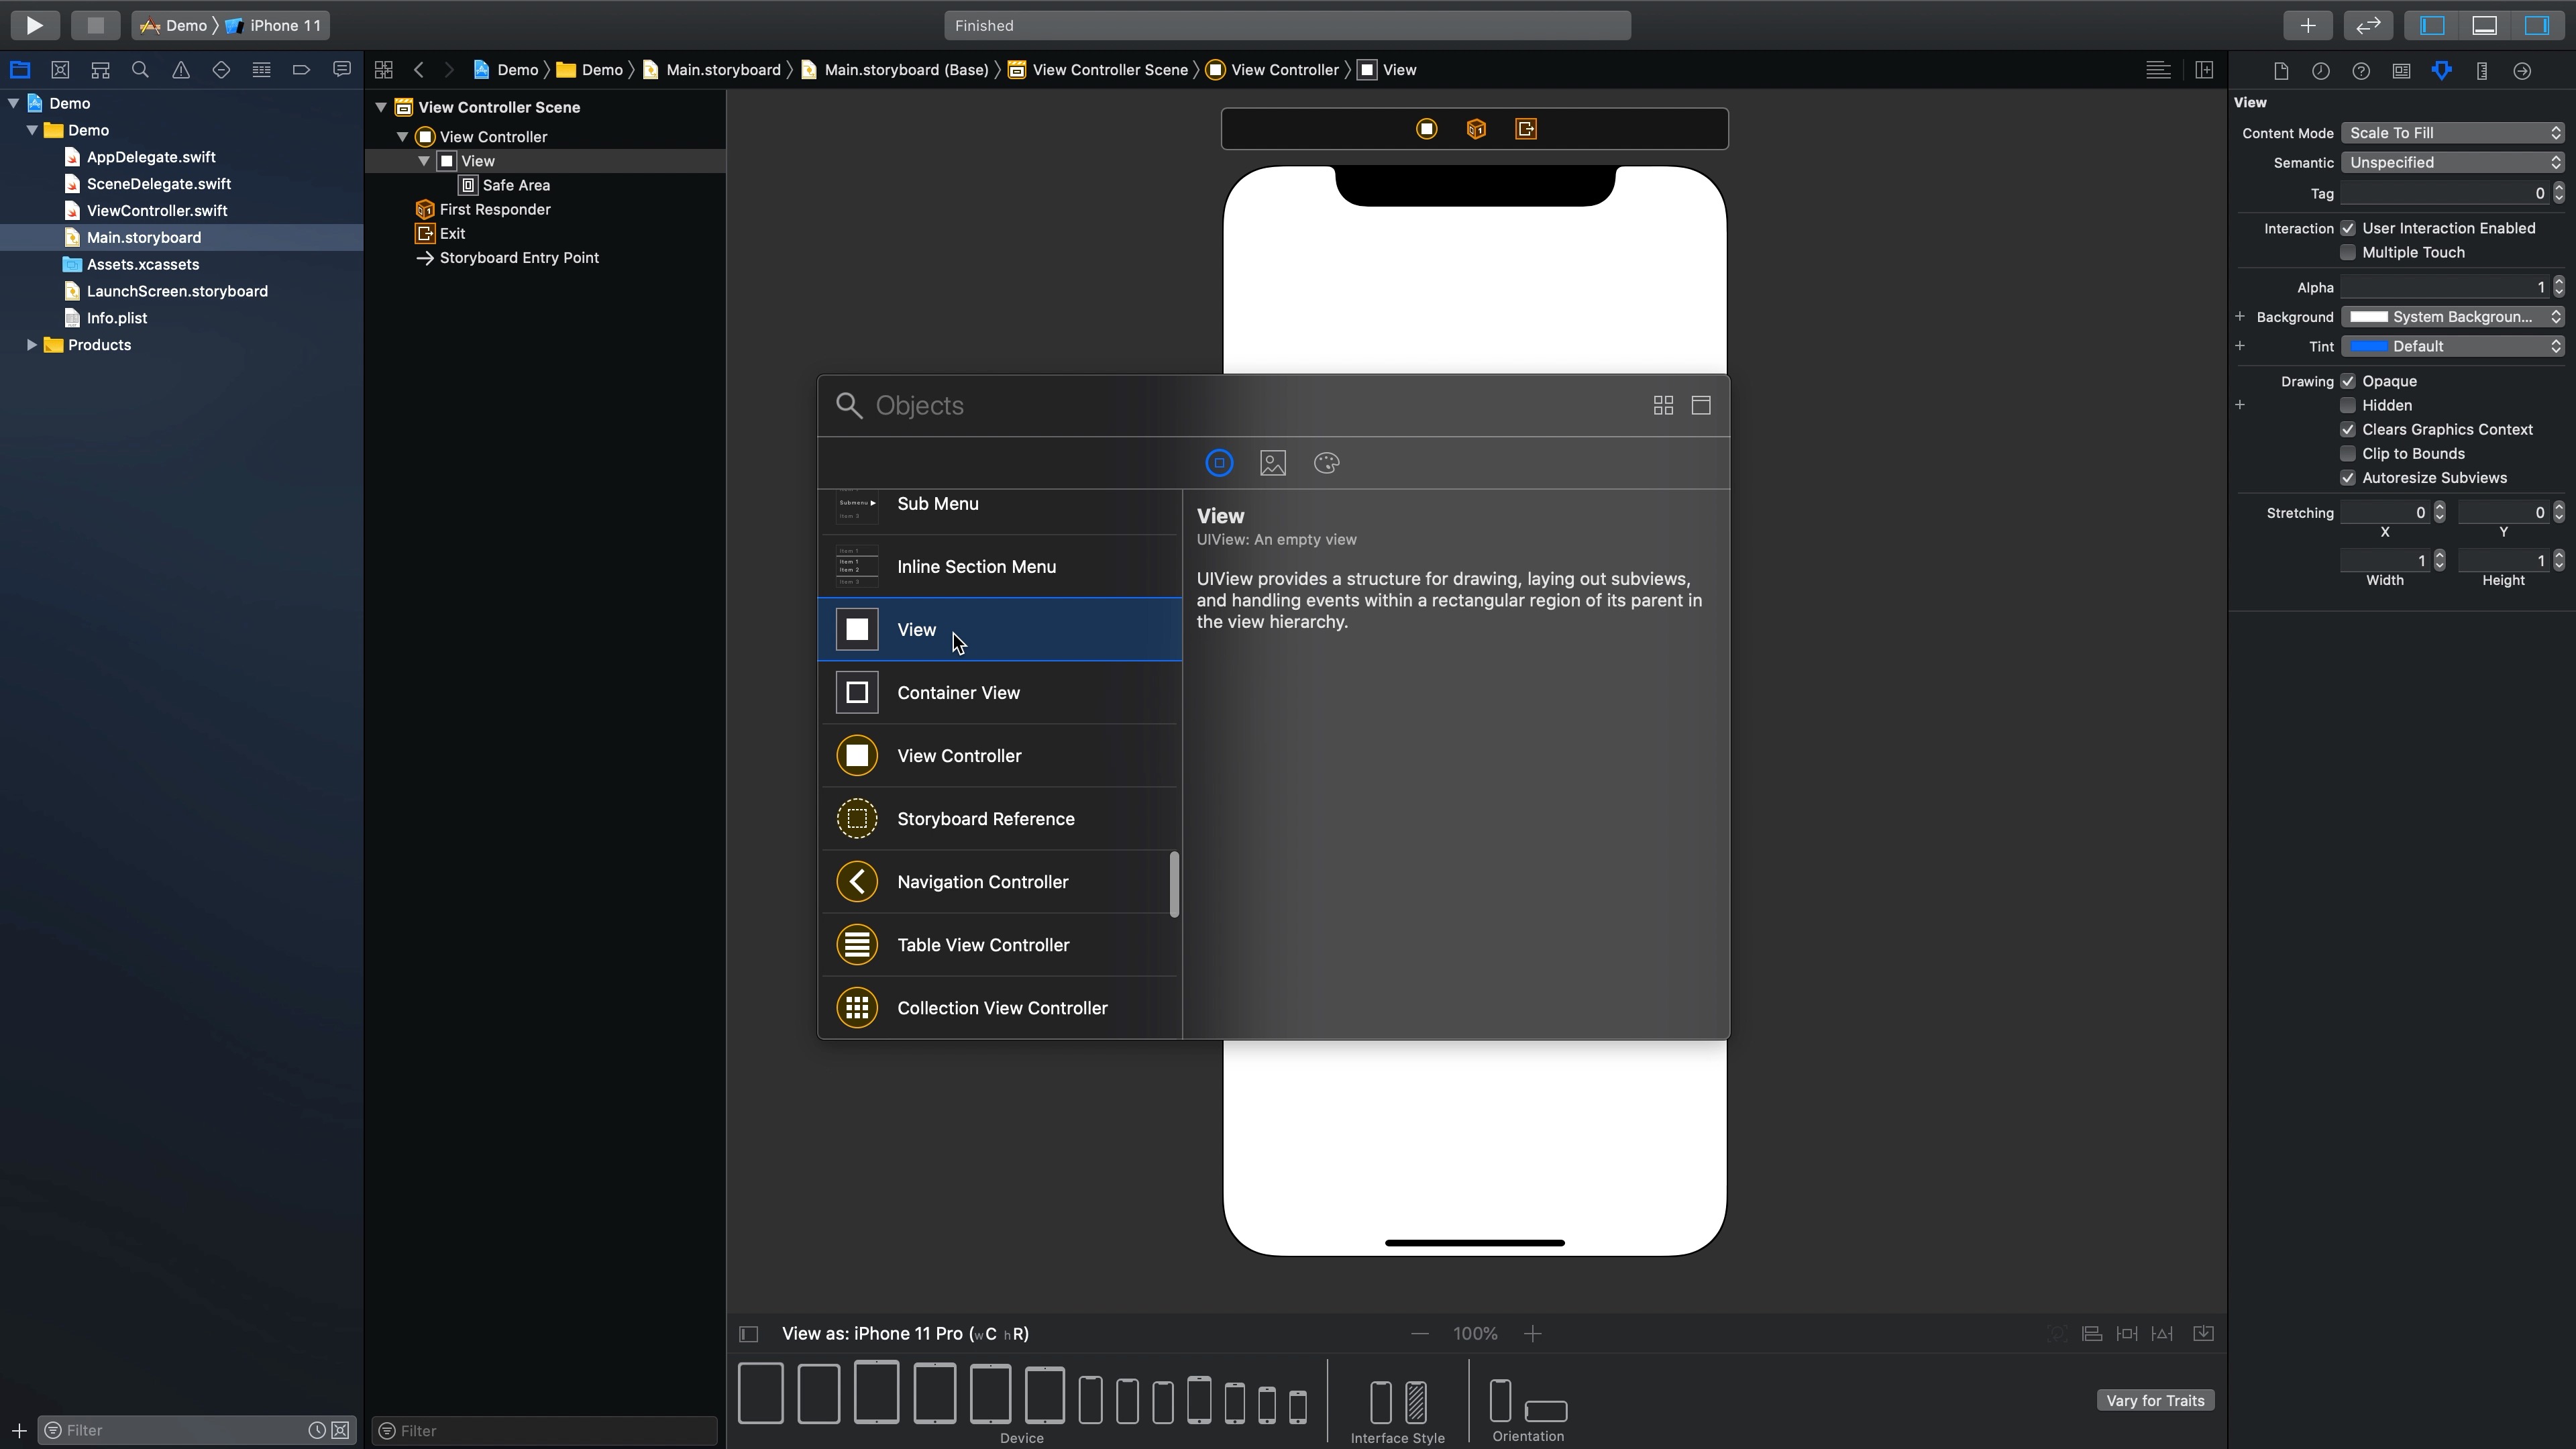 Demo 〉 iPhone 11
Finished
Demo 〉 Demo 〉 Main.storyboard 〉 Main.storyboard (Base) 〉 View Controller Scene 〉 View Controller 〉 View
Demo
Demo
AppDelegate.swift
SceneDelegate.swift
ViewController.swift
Main.storyboard
Assets.xcassets
LaunchScreen.storyboard
Info.plist
Products
Filter
View Controller Scene
View Controller
View
Safe Area
First Responder
Exit
Storyboard Entry Point
Filter
Objects
Submenu ▶
Item 3
Sub Menu
Item 1
Item 1
Item 2
Item 3
Inline Section Menu
View
Container View
View Controller
Storyboard Reference
Navigation Controller
Table View Controller
Collection View Controller
View
UIView: An empty view
UIView provides a structure for drawing, laying out subviews,
and handling events within a rectangular region of its parent in
the view hierarchy.
View as: iPhone 11 Pro (wC hR)
100%
Device
Interface Style
Orientation
Vary for Traits
View
Content Mode Scale To Fill
Semantic Unspecified
Tag 0
Interaction User Interaction Enabled
Multiple Touch
Alpha 1
+ Background System Backgroun...
+ Tint Default
Drawing Opaque
+ Hidden
Clears Graphics Context
Clip to Bounds
Autoresize Subviews
Stretching 0 0
X Y
1 1
Width Height